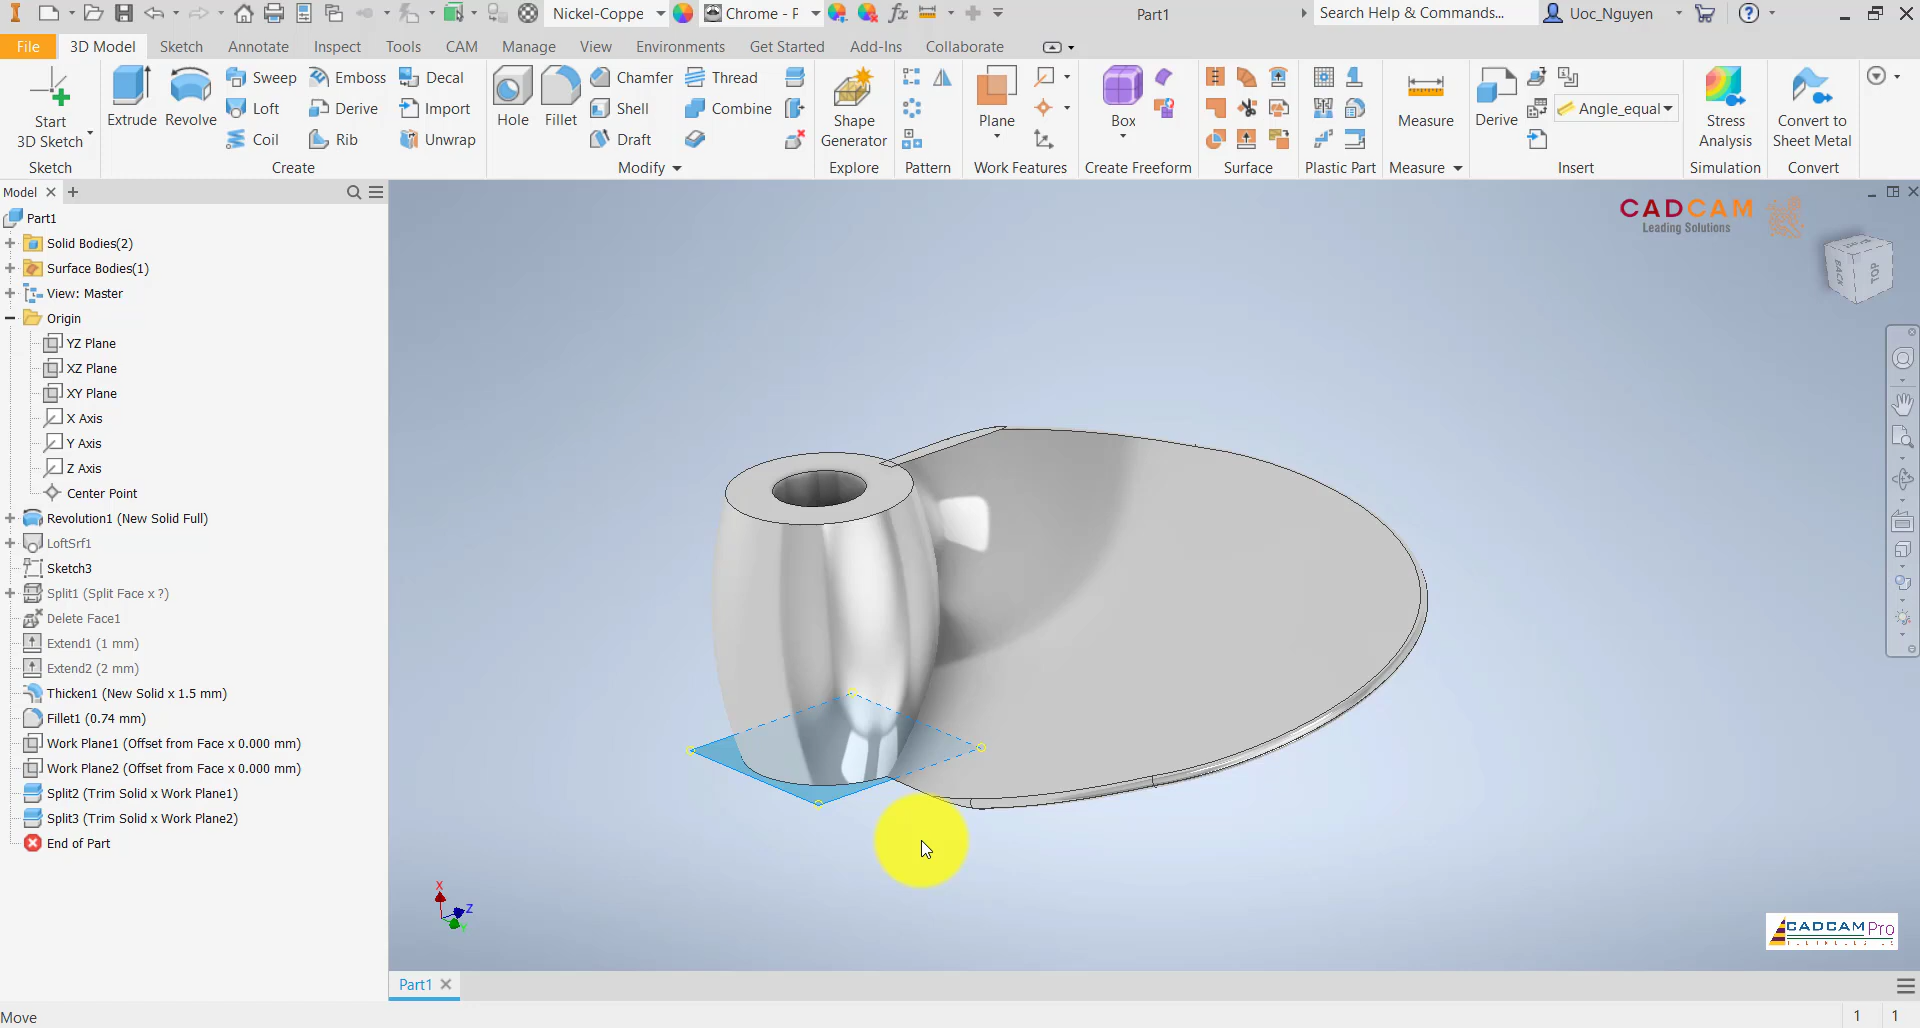 Nickel-Coppe
Chrome - P
fx
Part1
Search Help & Commands...
Uoc_Nguyen
File
3D Model
Sketch
Annotate
Inspect
Tools
CAM
Manage
View
Environments
Get Started
Add-Ins
Collaborate
Start
3D Sketch
Sketch
Extrude
Revolve
Sweep
Loft
Coil
Emboss
Derive
Rib
Decal
Import
Unwrap
Create
Hole
Fillet
Chamfer
Shell
Draft
Thread
Combine
Modify
Shape
Generator
Explore
Pattern
Plane
Work Features
Box
Create Freeform
Surface
Plastic Part
Measure
Measure
Derive
Angle_equal
Insert
Stress
Analysis
Simulation
Convert to
Sheet Metal
Convert
Model
Part1
Solid Bodies(2)
Surface Bodies(1)
View: Master
Origin
YZ Plane
XZ Plane
XY Plane
X Axis
Y Axis
Z Axis
Center Point
Revolution1 (New Solid Full)
LoftSrf1
Sketch3
Split1 (Split Face x ?)
Delete Face1
Extend1 (1 mm)
Extend2 (2 mm)
Thicken1 (New Solid x 1.5 mm)
Fillet1 (0.74 mm)
Work Plane1 (Offset from Face x 0.000 mm)
Work Plane2 (Offset from Face x 0.000 mm)
Split2 (Trim Solid x Work Plane1)
Split3 (Trim Solid x Work Plane2)
End of Part
CADCAM
Leading Solutions
BACK
TOP
X
Z
Y
CADCAM Pro
Part1
Move
1
1